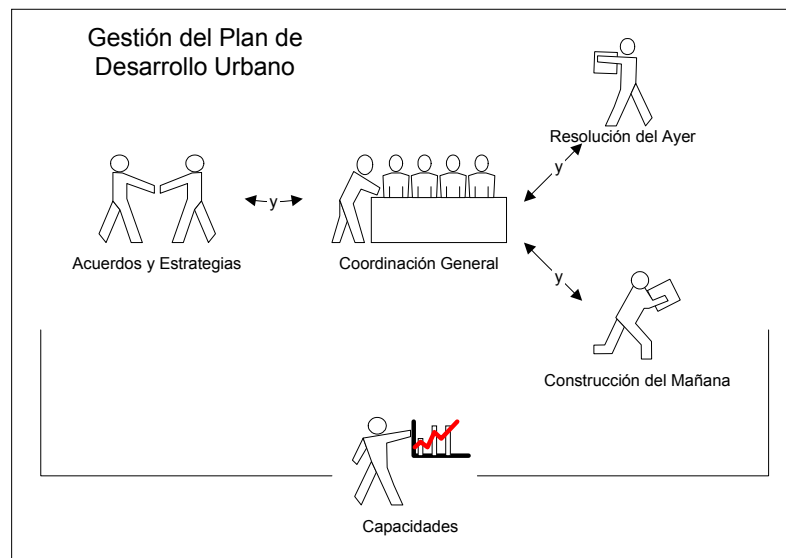 Gestión del Plan de
Desarrollo Urbano
Resolución del Ayer
y
y
Acuerdos y Estrategias
Coordinación General
y
Construcción del Mañana
Capacidades